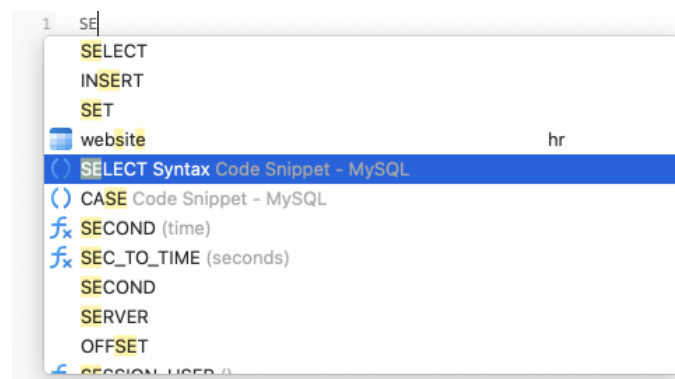 1 SE
SELECT
INSERT
SET
website hr
SELECT Syntax Code Snippet - MySQL
CASE Code Snippet - MySQL
SECOND (time)
SEC_TO_TIME (seconds)
SECOND
SERVER
OFFSET
SESSION_USER ()